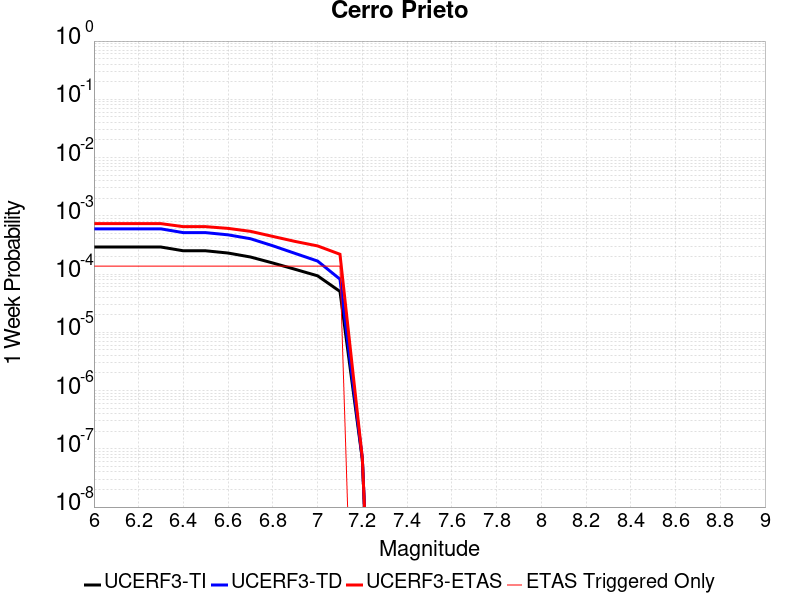 Cerro Prieto
10^0
10^-1
10^-2
10^-3
10^-4
10^-5
10^-6
10^-7
10^-8
1 Week Probability
6 6.2 6.4 6.6 6.8 7 7.2 7.4 7.6 7.8 8 8.2 8.4 8.6 8.8 9
Magnitude
UCERF3-TI UCERF3-TD UCERF3-ETAS ETAS Triggered Only